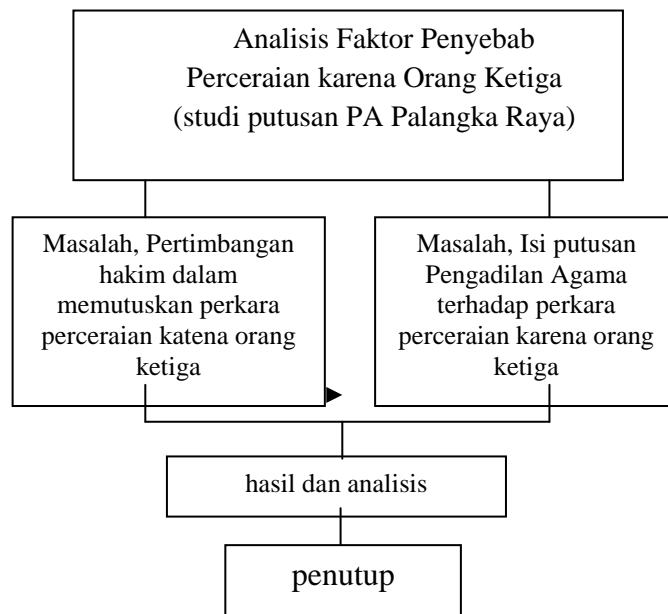 Analisis Faktor Penyebab
Perceraian karena Orang Ketiga
(studi putusan PA Palangka Raya)
Masalah, Pertimbangan
hakim dalam
memutuskan perkara
perceraian katena orang
ketiga
Masalah, Isi putusan
Pengadilan Agama
terhadap perkara
perceraian karena orang
ketiga
hasil dan analisis
penutup